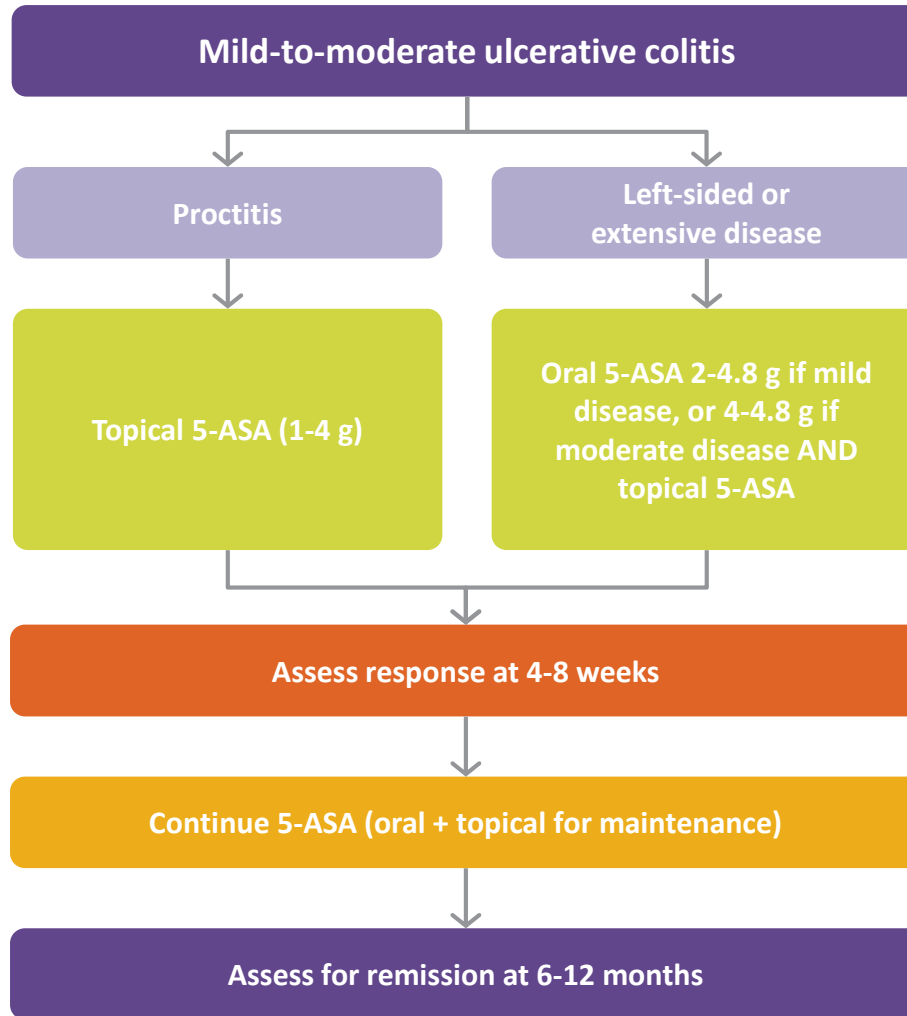 Mild-to-moderate ulcerative colitis
Proctitis
Left-sided or
extensive disease
Topical 5-ASA (1-4 g)
Oral 5-ASA 2-4.8 g if mild
disease, or 4-4.8 g if
moderate disease AND
topical 5-ASA
Assess response at 4-8 weeks
Continue 5-ASA (oral + topical for maintenance)
Assess for remission at 6-12 months